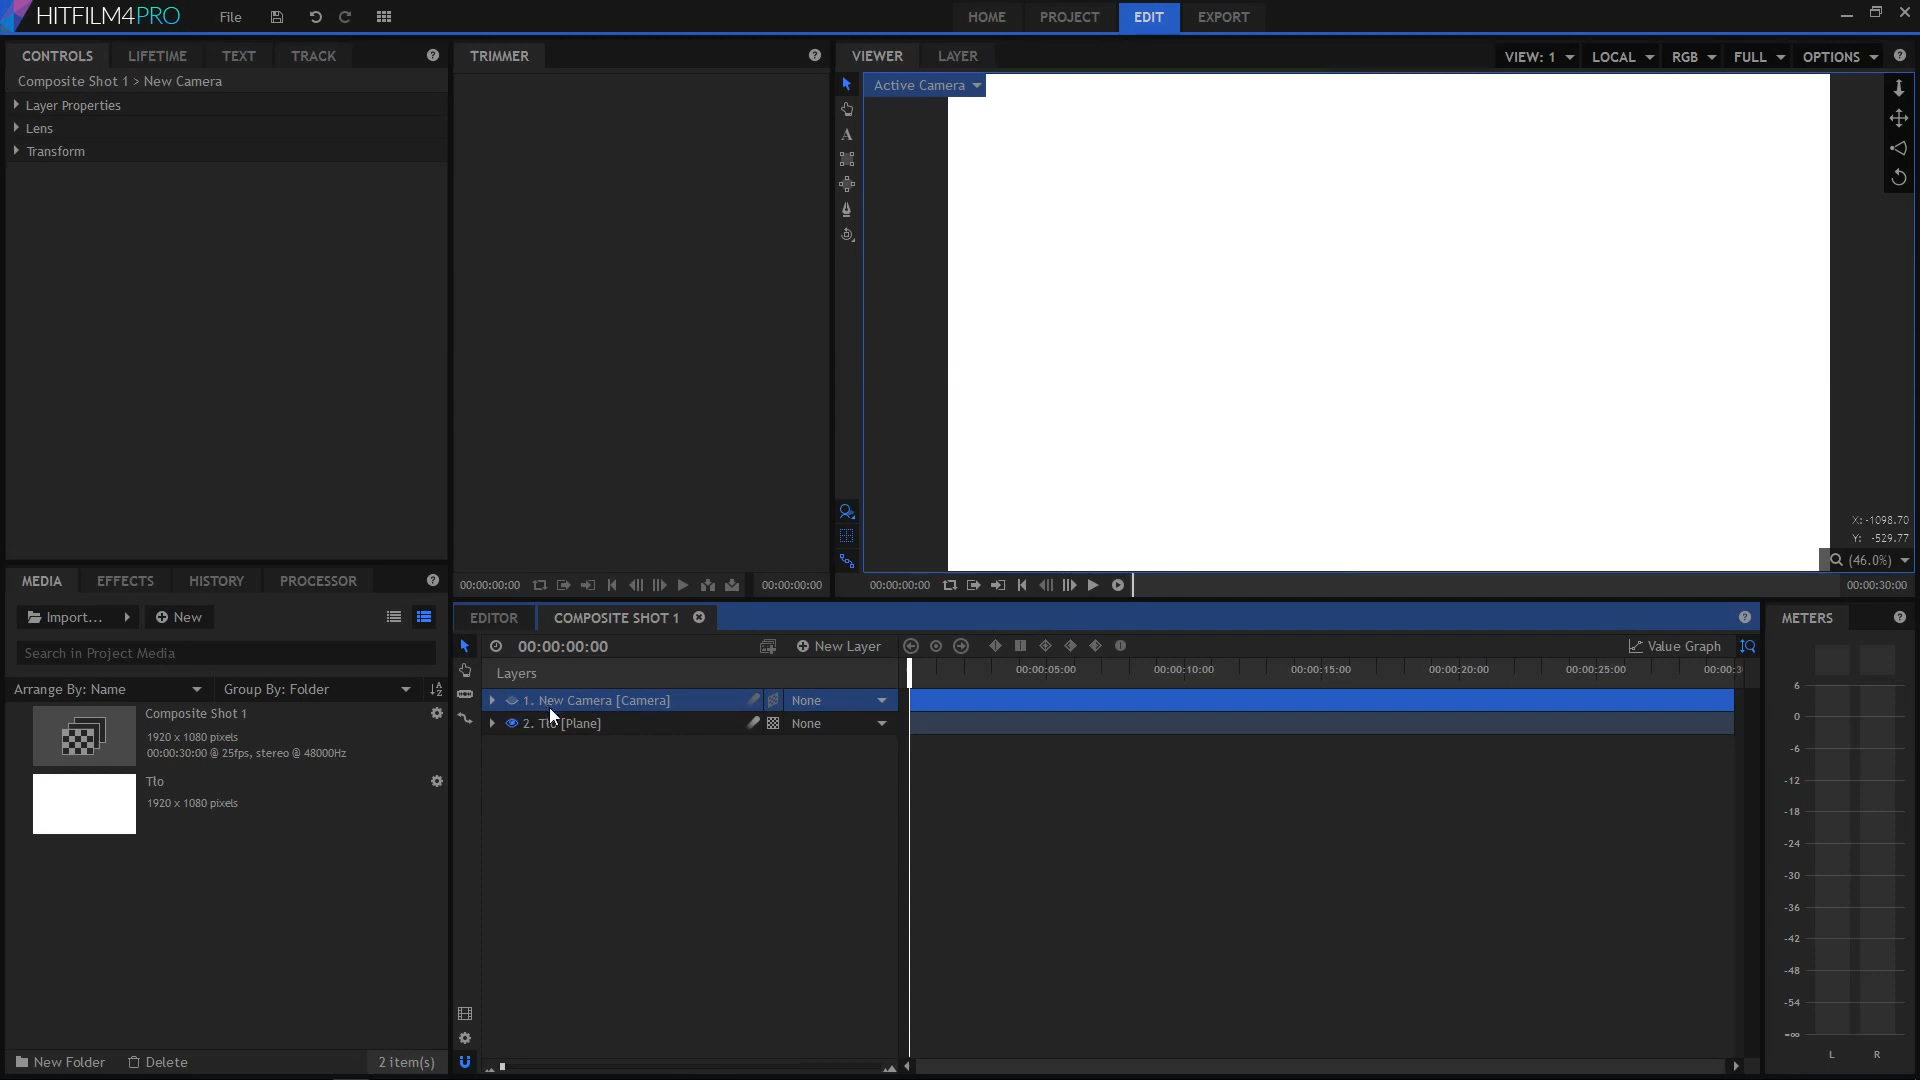 HITFILM4PRO File HOME PROJECT EDIT EXPORT
CONTROLS LIFETIME TEXT TRACK
Composite Shot 1 > New Camera
Layer Properties
Lens
Transform
TRIMMER
00:00:00:00 00:00:00:00
VIEWER LAYER VIEW: 1 LOCAL RGB FULL OPTIONS
Active Camera
A
X: -1098.70
Y: -529.77
(46.0%)
00:00:00:00 00:00:30:00
MEDIA EFFECTS HISTORY PROCESSOR
Import... New
Search in Project Media
Arrange By: Name Group By: Folder
Composite Shot 1
1920 x 1080 pixels
00:00:30:00 @ 25fps, stereo @ 48000Hz
Tło
1920 x 1080 pixels
New Folder Delete 2 item(s)
EDITOR COMPOSITE SHOT 1
00:00:00:00 New Layer Value Graph
Layers 00:00:05:00 00:00:10:00 00:00:15:00 00:00:20:00 00:00:25:00 00:00:3
1. New Camera [Camera] None
2. Tło [Plane] None
METERS
6
0
-6
-12
-18
-24
-30
-36
-42
-48
-54
-∞
L R